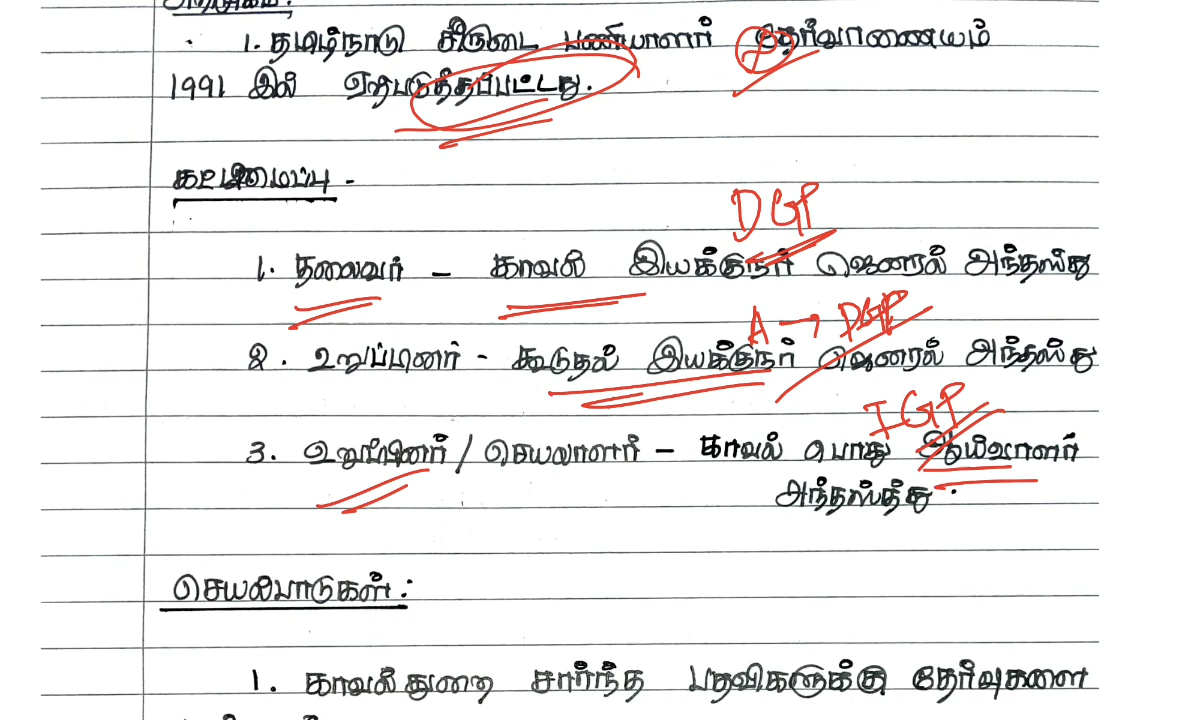 அறிமுகம்:
1. தமிழ்நாடு சீருடை பணியாளர் தேர்வாணையம்
1991 இல் ஏற்படுத்தப்பட்டது.
கட்டமைப்பு -
DGP
1. தலைவர் - காவல் இயக்குநர் ஜெனரல் அந்தஸ்து
A → DGP
2. உறுப்பினர் - கூடுதல் இயக்குநர் ஜெனரல் அந்தஸ்து
IGP
3. உறுப்பினர் / செயலாளர் - காவல் பொது ஆய்வாளர்
அந்தஸ்த்து.
செயல்பாடுகள்:
1. காவல்துறை சார்ந்த பதவிகளுக்கு தேர்வுகளை